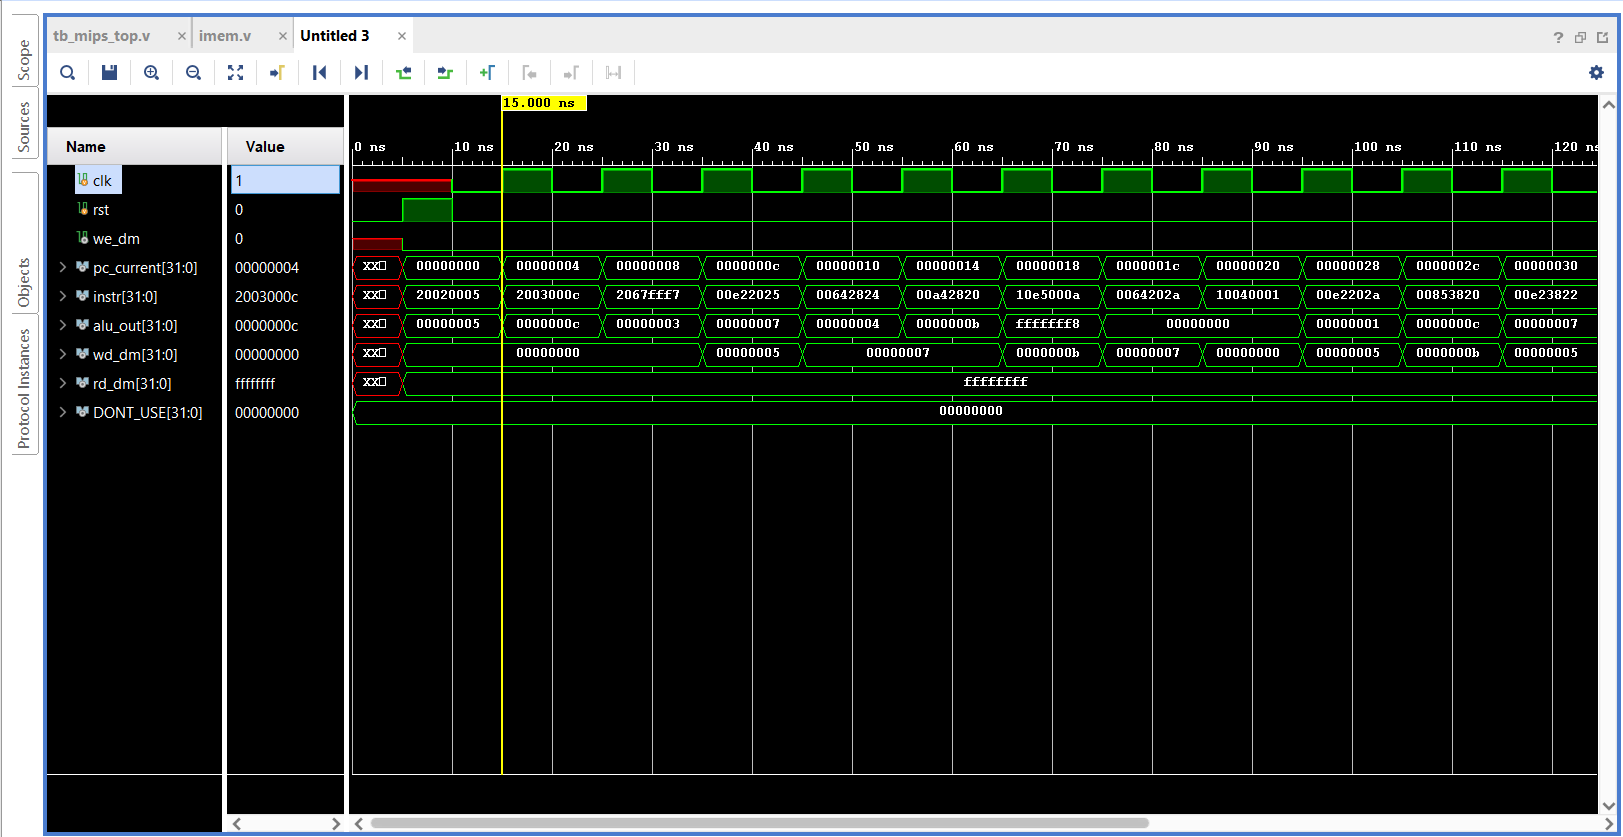 tb_mips_top.v × imem.v × Untitled 3 × ?
Scope
Sources
Objects
Protocol Instances
15.000 ns
Name Value
0 ns 10 ns 20 ns 30 ns 40 ns 50 ns 60 ns 70 ns 80 ns 90 ns 100 ns 110 ns 120 ns
clk 1
rst 0
we_dm 0
pc_current[31:0] 00000004 XX 00000000 00000004 00000008 0000000c 00000010 00000014 00000018 0000001c 00000020 00000028 0000002c 00000030
instr[31:0] 2003000c XX 20020005 2003000c 2067fff7 00e22025 00642824 00a42820 10e5000a 0064202a 10040001 00e2202a 00853820 00e23822
alu_out[31:0] 0000000c XX 00000005 0000000c 00000003 00000007 00000004 0000000b fffffff8 00000000 00000001 0000000c 00000007
wd_dm[31:0] 00000000 XX 00000000 00000005 00000007 0000000b 00000007 00000000 00000005 0000000b 00000005
rd_dm[31:0] ffffffff XX ffffffff
DONT_USE[31:0] 00000000 00000000